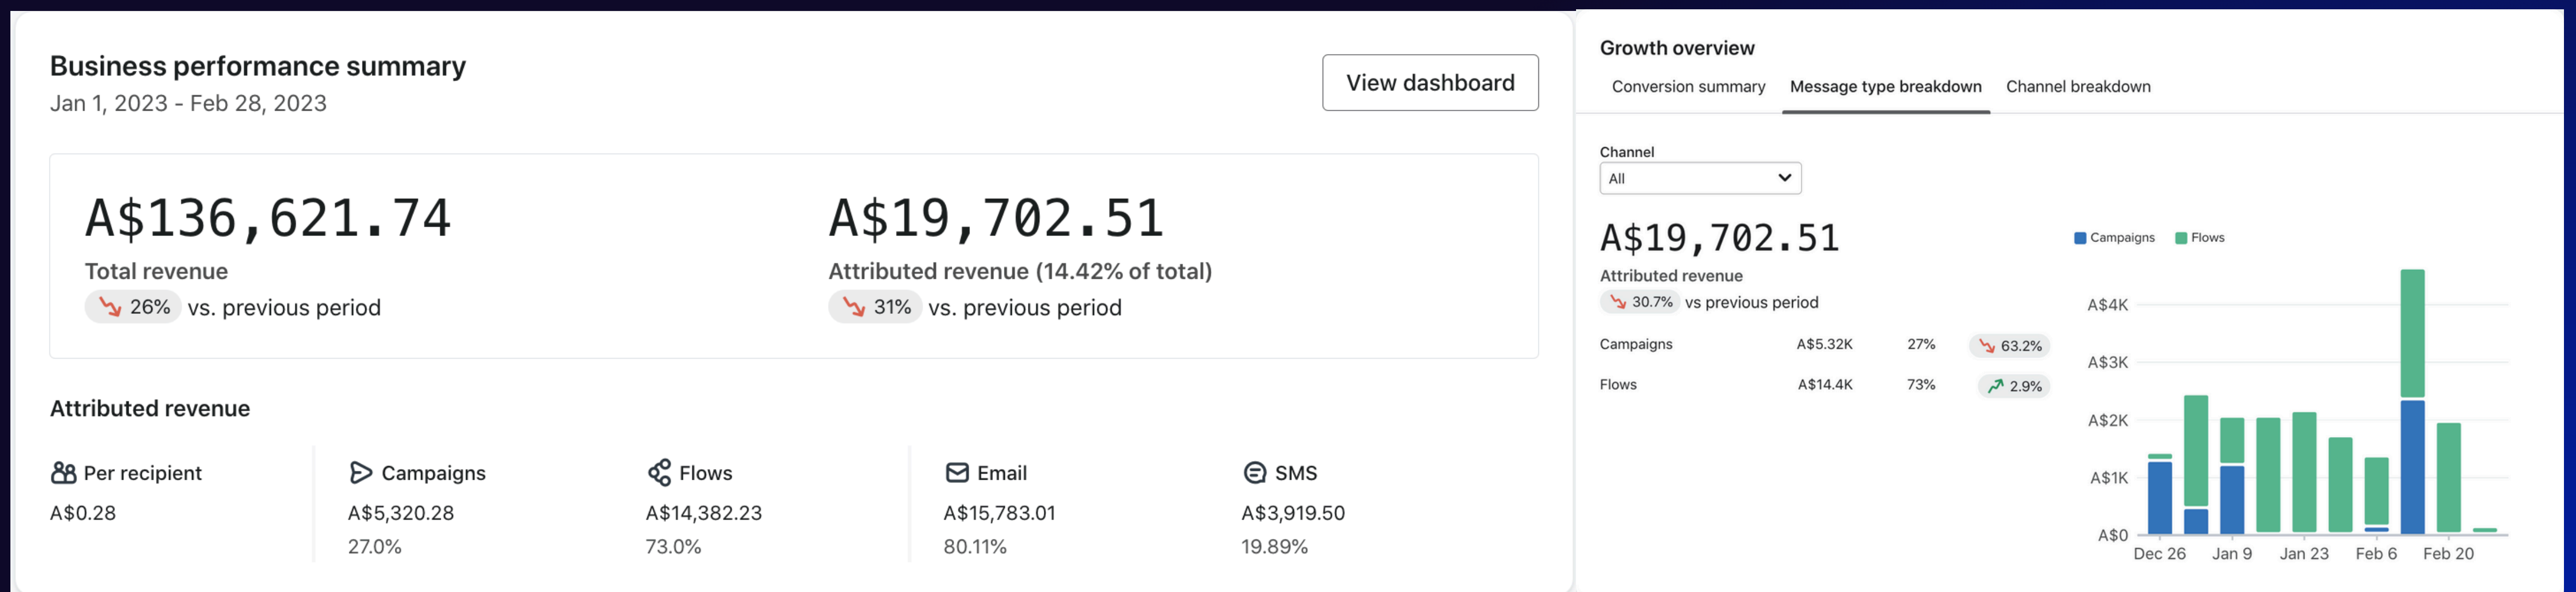 Business performance summary
Jan 1, 2023 - Feb 28, 2023
View dashboard
A$136,621.74
Total revenue
26% vs. previous period
A$19,702.51
Attributed revenue (14.42% of total)
31% vs. previous period
Attributed revenue
Per recipient
A$0.28
Campaigns
A$5,320.28
27.0%
Flows
A$14,382.23
73.0%
Email
A$15,783.01
80.11%
SMS
A$3,919.50
19.89%
Growth overview
Conversion summary Message type breakdown Channel breakdown
Channel
All
A$19,702.51
Attributed revenue
30.7% vs previous period
Campaigns A$5.32K 27% 63.2%
Flows A$14.4K 73% 2.9%
Campaigns Flows
A$4K
A$3K
A$2K
A$1K
A$0
Dec 26 Jan 9 Jan 23 Feb 6 Feb 20